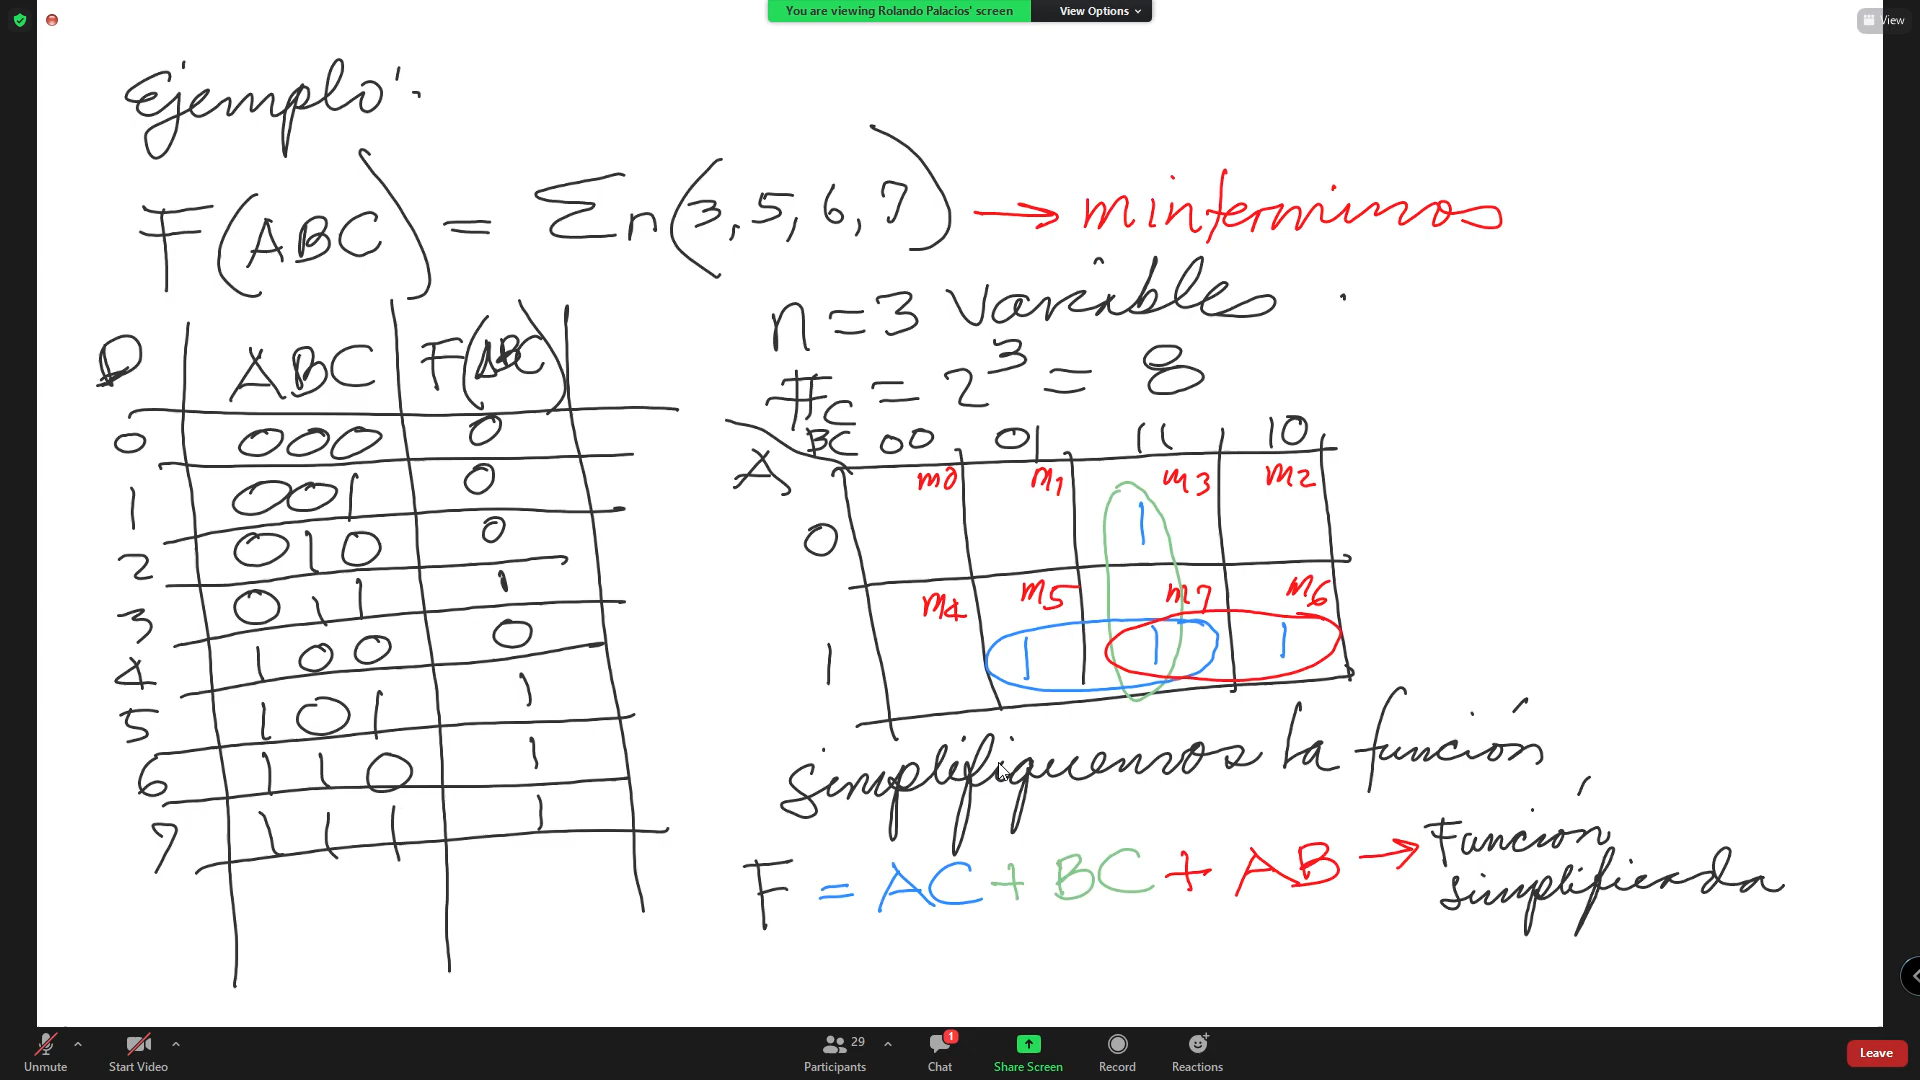 You are viewing Rolando Palacios' screen View Options
View
Ejemplo:
F(ABC) = Σn(3,5,6,7) → minterminos
n=3 variables.
#c = 2^3 = 8
D ABC F(ABC)
0 000 0
1 001 0
2 010 0
3 011 1
4 100 0
5 101 1
6 110 1
7 111 1
A BC 00 01 11 10
m0 m1 m3 m2
0 1
m4 m5 m7 m6
1 1 1 1
simplifiquemos la función
F = AC + BC + AB → Función
simplificada
Unmute
Start Video
29
Participants
1
Chat
Share Screen
Record
Reactions
Leave